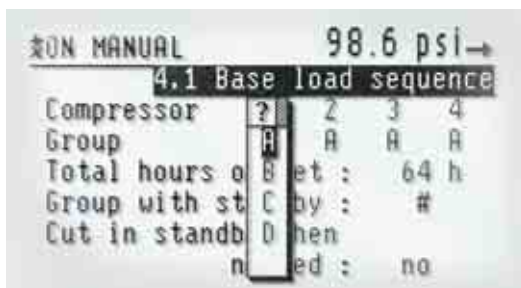 ON MANUAL 98.6 psi
4.1 Base load sequence
Compressor ? 2 3 4
Group A A A A
Total hours o B et : 64 h
Group with st C by : #
Cut in standb D hen
n ed : no